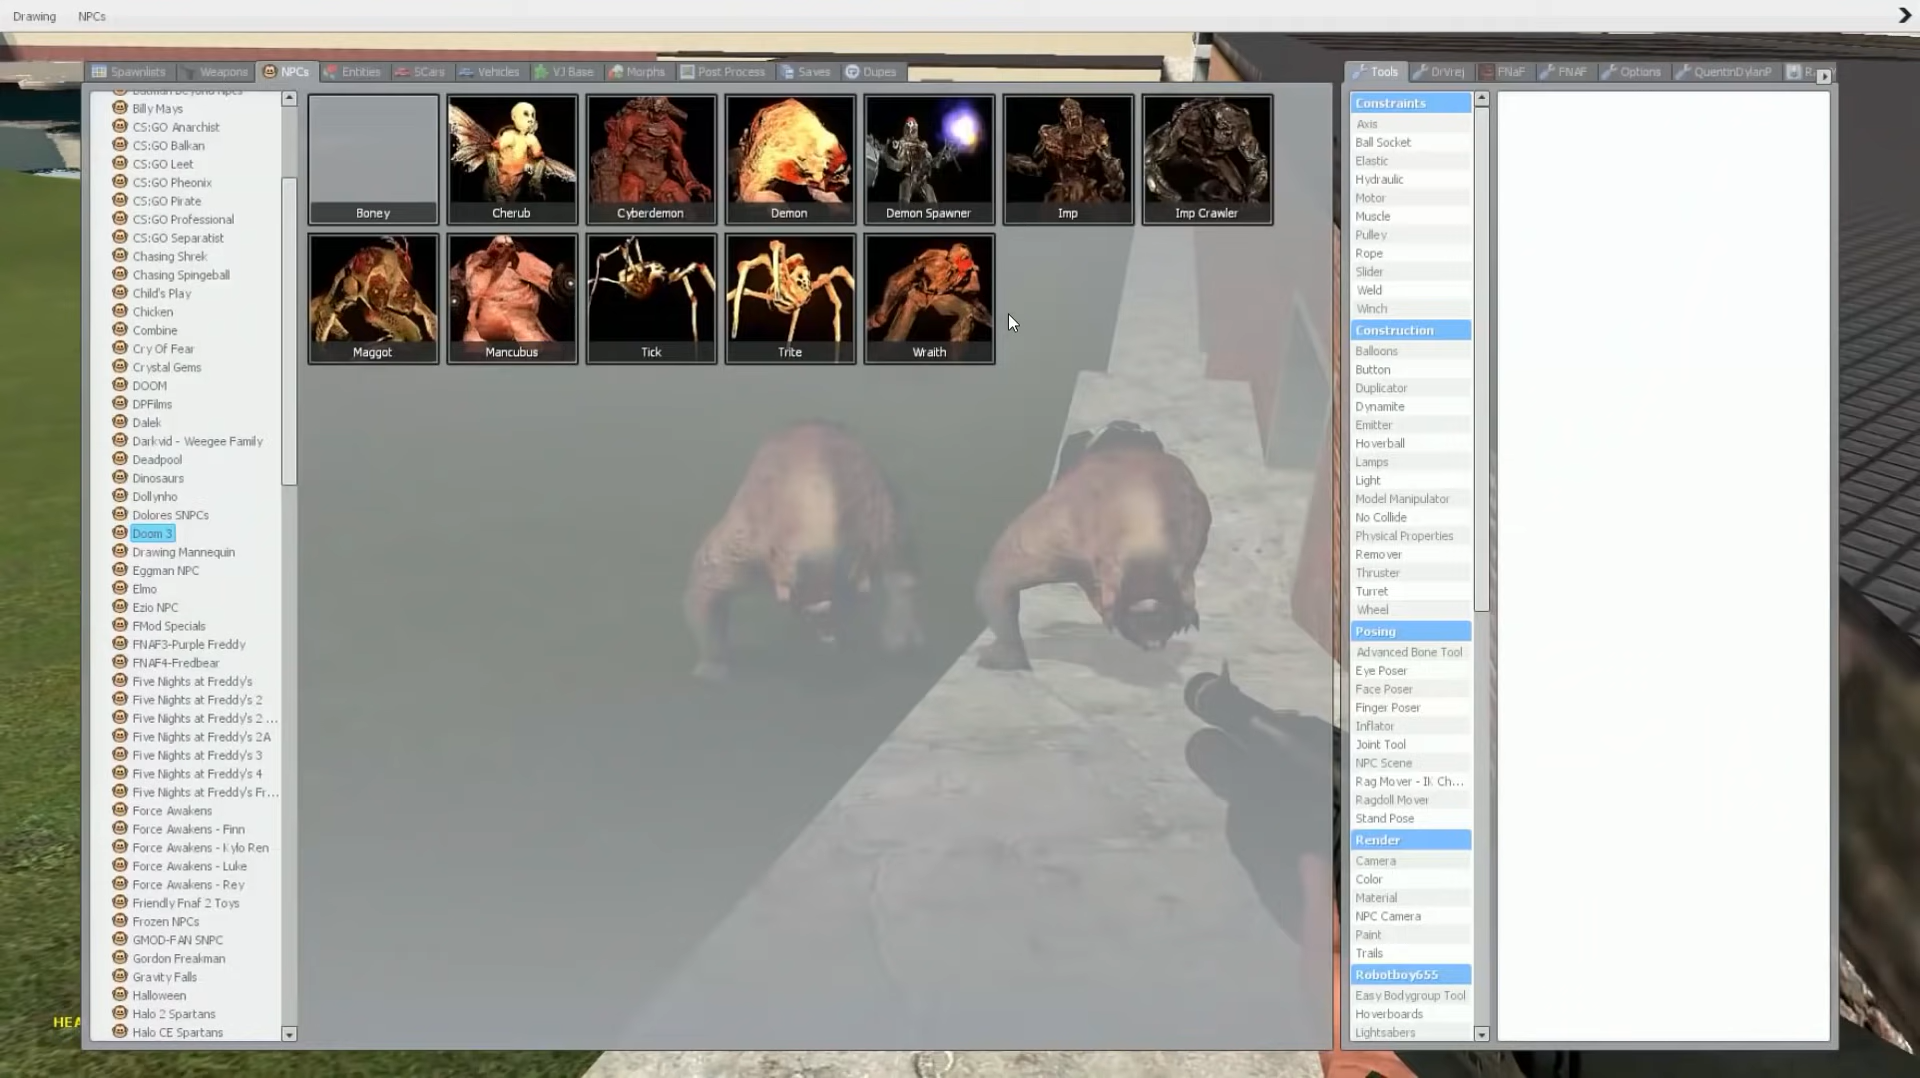 Drawing NPCs
Spawnlists Weapons NPCs Entities SCars Vehicles VJ Base Morphs Post Process Saves Dupes
Batman Beyond Npcs
Billy Mays
CS:GO Anarchist
CS:GO Balkan
CS:GO Leet
CS:GO Pheonix
CS:GO Pirate
CS:GO Professional
CS:GO Separatist
Chasing Shrek
Chasing Spingeball
Child's Play
Chicken
Combine
Cry Of Fear
Crystal Gems
DOOM
DPFilms
Dalek
Darkvid - Weegee Family
Deadpool
Dinosaurs
Dollynho
Dolores SNPCs
Doom 3
Drawing Mannequin
Eggman NPC
Elmo
Ezio NPC
FMod Specials
FNAF3-Purple Freddy
FNAF4-Fredbear
Five Nights at Freddy's
Five Nights at Freddy's 2
Five Nights at Freddy's 2 ...
Five Nights at Freddy's 2A
Five Nights at Freddy's 3
Five Nights at Freddy's 4
Five Nights at Freddy's Fr...
Force Awakens
Force Awakens - Finn
Force Awakens - Kylo Ren
Force Awakens - Luke
Force Awakens - Rey
Friendly Fnaf 2 Toys
Frozen NPCs
GMOD-FAN SNPC
Gordon Freakman
Gravity Falls
Halloween
Halo 2 Spartans
Halo CE Spartans
Boney Cherub Cyberdemon Demon Demon Spawner Imp Imp Crawler
Maggot Mancubus Tick Trite Wraith
HEA
Tools DrVrej FNaF FNAF Options QuentinDylanP
Constraints
Axis
Ball Socket
Elastic
Hydraulic
Motor
Muscle
Pulley
Rope
Slider
Weld
Winch
Construction
Balloons
Button
Duplicator
Dynamite
Emitter
Hoverball
Lamps
Light
Model Manipulator
No Collide
Physical Properties
Remover
Thruster
Turret
Wheel
Posing
Advanced Bone Tool
Eye Poser
Face Poser
Finger Poser
Inflator
Joint Tool
NPC Scene
Rag Mover - IK Ch...
Ragdoll Mover
Stand Pose
Render
Camera
Color
Material
NPC Camera
Paint
Trails
Robotboy655
Easy Bodygroup Tool
Hoverboards
Lightsabers